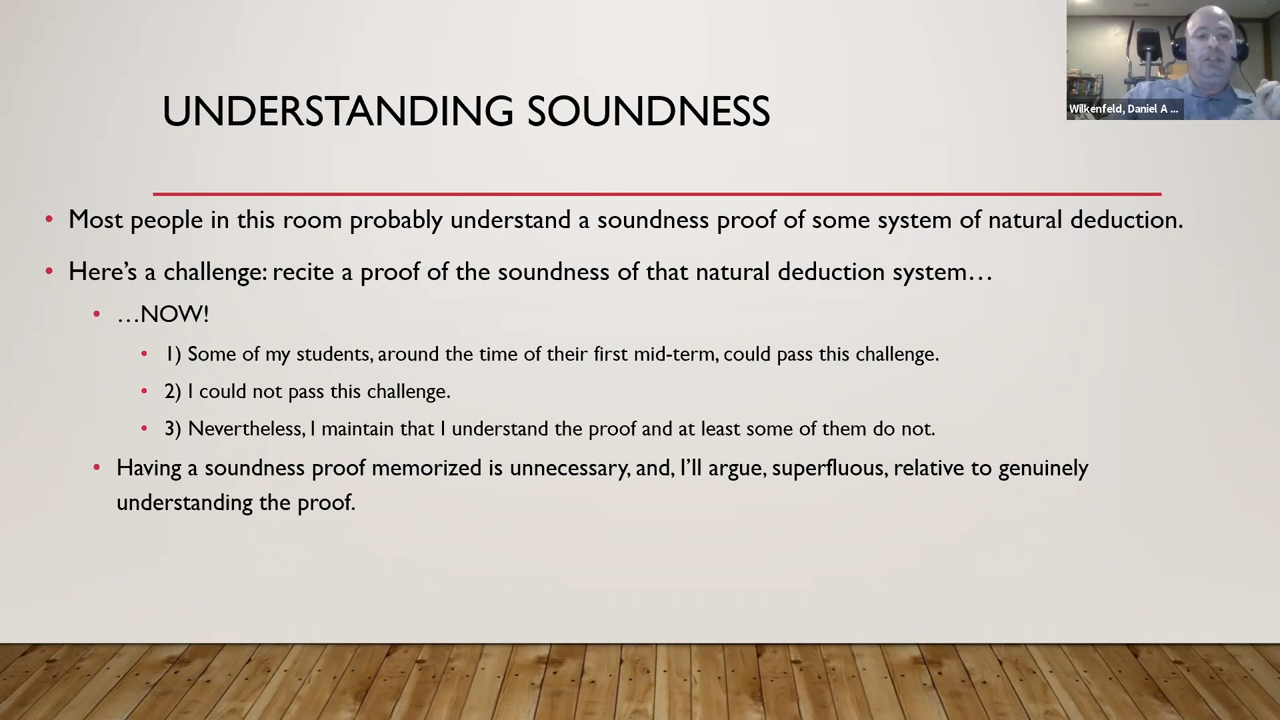 UNDERSTANDING SOUNDNESS
Wilkenfeld, Daniel A ...
• Most people in this room probably understand a soundness proof of some system of natural deduction.
• Here’s a challenge: recite a proof of the soundness of that natural deduction system…
• …NOW!
• 1) Some of my students, around the time of their first mid-term, could pass this challenge.
• 2) I could not pass this challenge.
• 3) Nevertheless, I maintain that I understand the proof and at least some of them do not.
• Having a soundness proof memorized is unnecessary, and, I’ll argue, superfluous, relative to genuinely
understanding the proof.